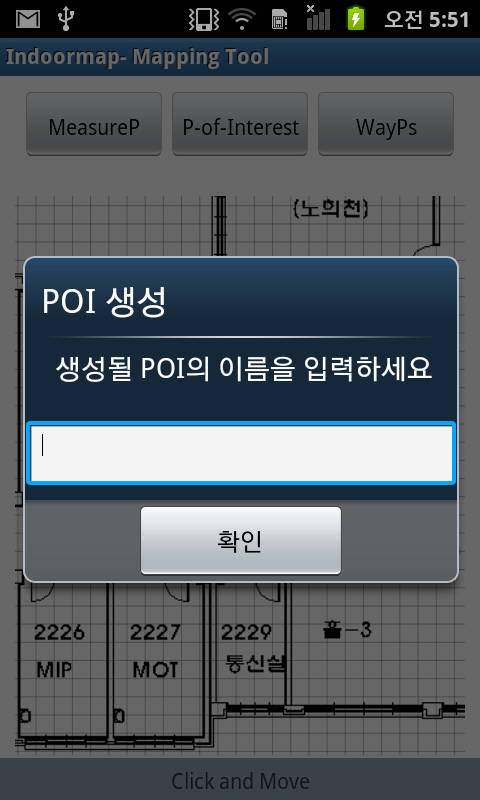 오전 5:51
Indoormap- Mapping Tool
MeasureP P-of-Interest WayPs
(노희천)
POI 생성
생성될 POI의 이름을 입력하세요
확인
2226 2227 2229 홀-3
MIP MOT 통신실
Click and Move